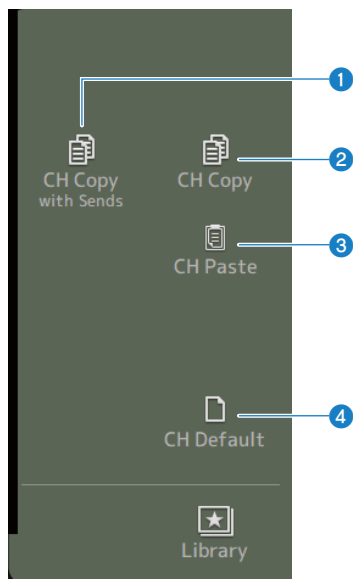 1
CH Copy
with Sends
CH Copy
2
CH Paste
3
CH Default
4
Library